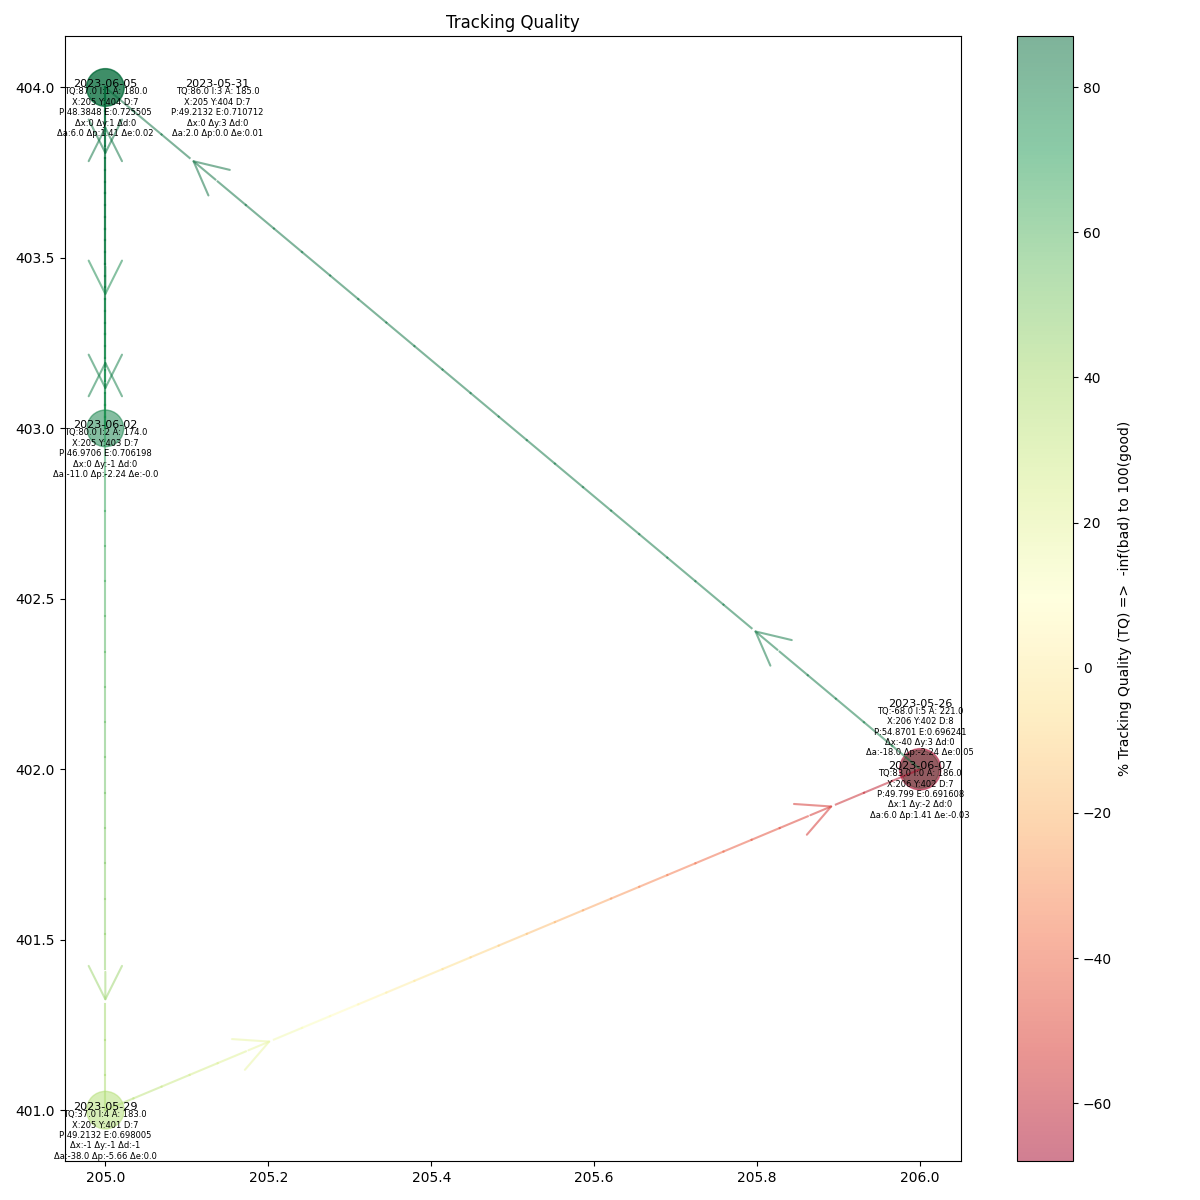 Tracking Quality
404.0
403.5
403.0
402.5
402.0
401.5
401.0
2023-06-05
TQ:87.0 I:1 A: 180.0
X:205 Y:404 D:7
P:48.3848 E:0.725505
Δx:0 Δy:1 Δd:0
Δa:6.0 Δp:1.41 Δe:0.02
2023-05-31
TQ:86.0 I:3 A: 185.0
X:205 Y:404 D:7
P:49.2132 E:0.710712
Δx:0 Δy:3 Δd:0
Δa:2.0 Δp:0.0 Δe:0.01
2023-06-02
TQ:80.0 I:2 A: 174.0
X:205 Y:403 D:7
P:46.9706 E:0.706198
Δx:0 Δy:-1 Δd:0
Δa:-11.0 Δp:-2.24 Δe:-0.0
2023-05-26
TQ:-68.0 I:5 A: 221.0
X:206 Y:402 D:8
P:54.8701 E:0.696241
Δx:-40 Δy:3 Δd:0
Δa:-18.0 Δp:-2.24 Δe:0.05
2023-06-07
TQ:83.0 I:0 A: 186.0
X:206 Y:402 D:7
P:49.799 E:0.691608
Δx:1 Δy:-2 Δd:0
Δa:6.0 Δp:1.41 Δe:-0.03
2023-05-29
TQ:37.0 I:4 A: 183.0
X:205 Y:401 D:7
P:49.2132 E:0.698005
Δx:-1 Δy:-1 Δd:-1
Δa:-38.0 Δp:-5.66 Δe:0.0
205.0
205.2
205.4
205.6
205.8
206.0
80
60
40
20
0
−20
−40
−60
% Tracking Quality (TQ) => -inf(bad) to 100(good)